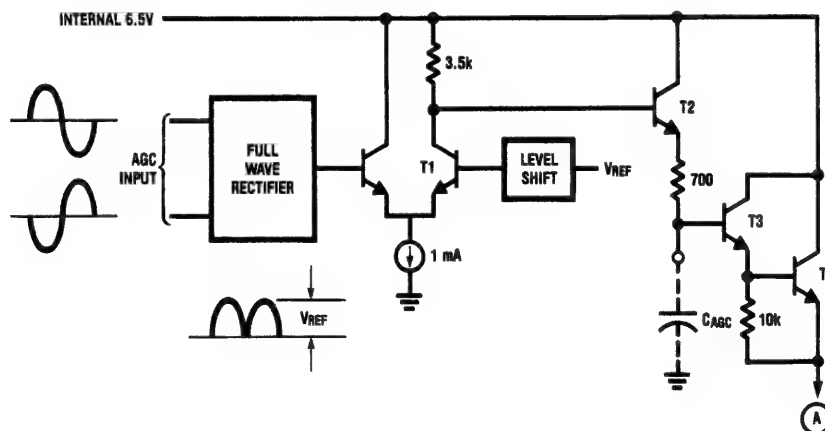 INTERNAL 6.5V
3.5k
T2
AGC
INPUT
FULL
WAVE
RECTIFIER
T1
LEVEL
SHIFT
VREF
700
T3
1 mA
T
VREF
CAGC
10k
A